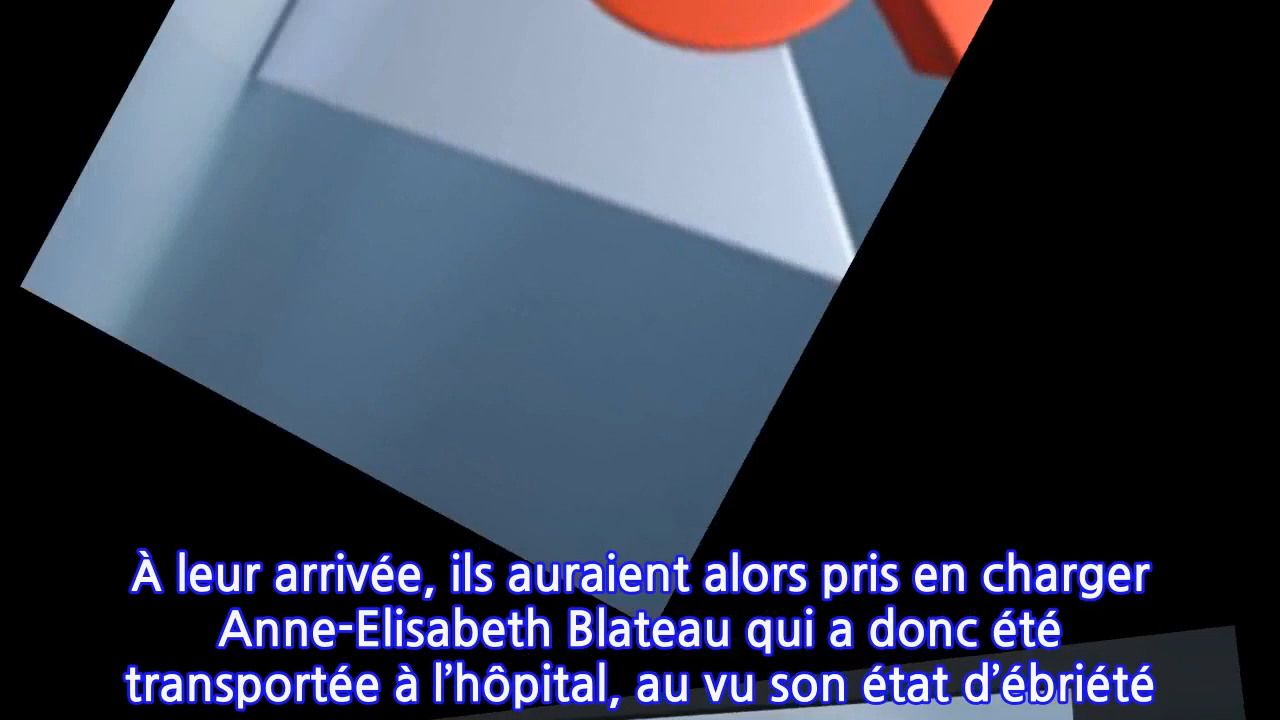 À leur arrivée, ils auraient alors pris en charger
Anne-Elisabeth Blateau qui a donc été
transportée à l’hôpital, au vu son état d’ébriété